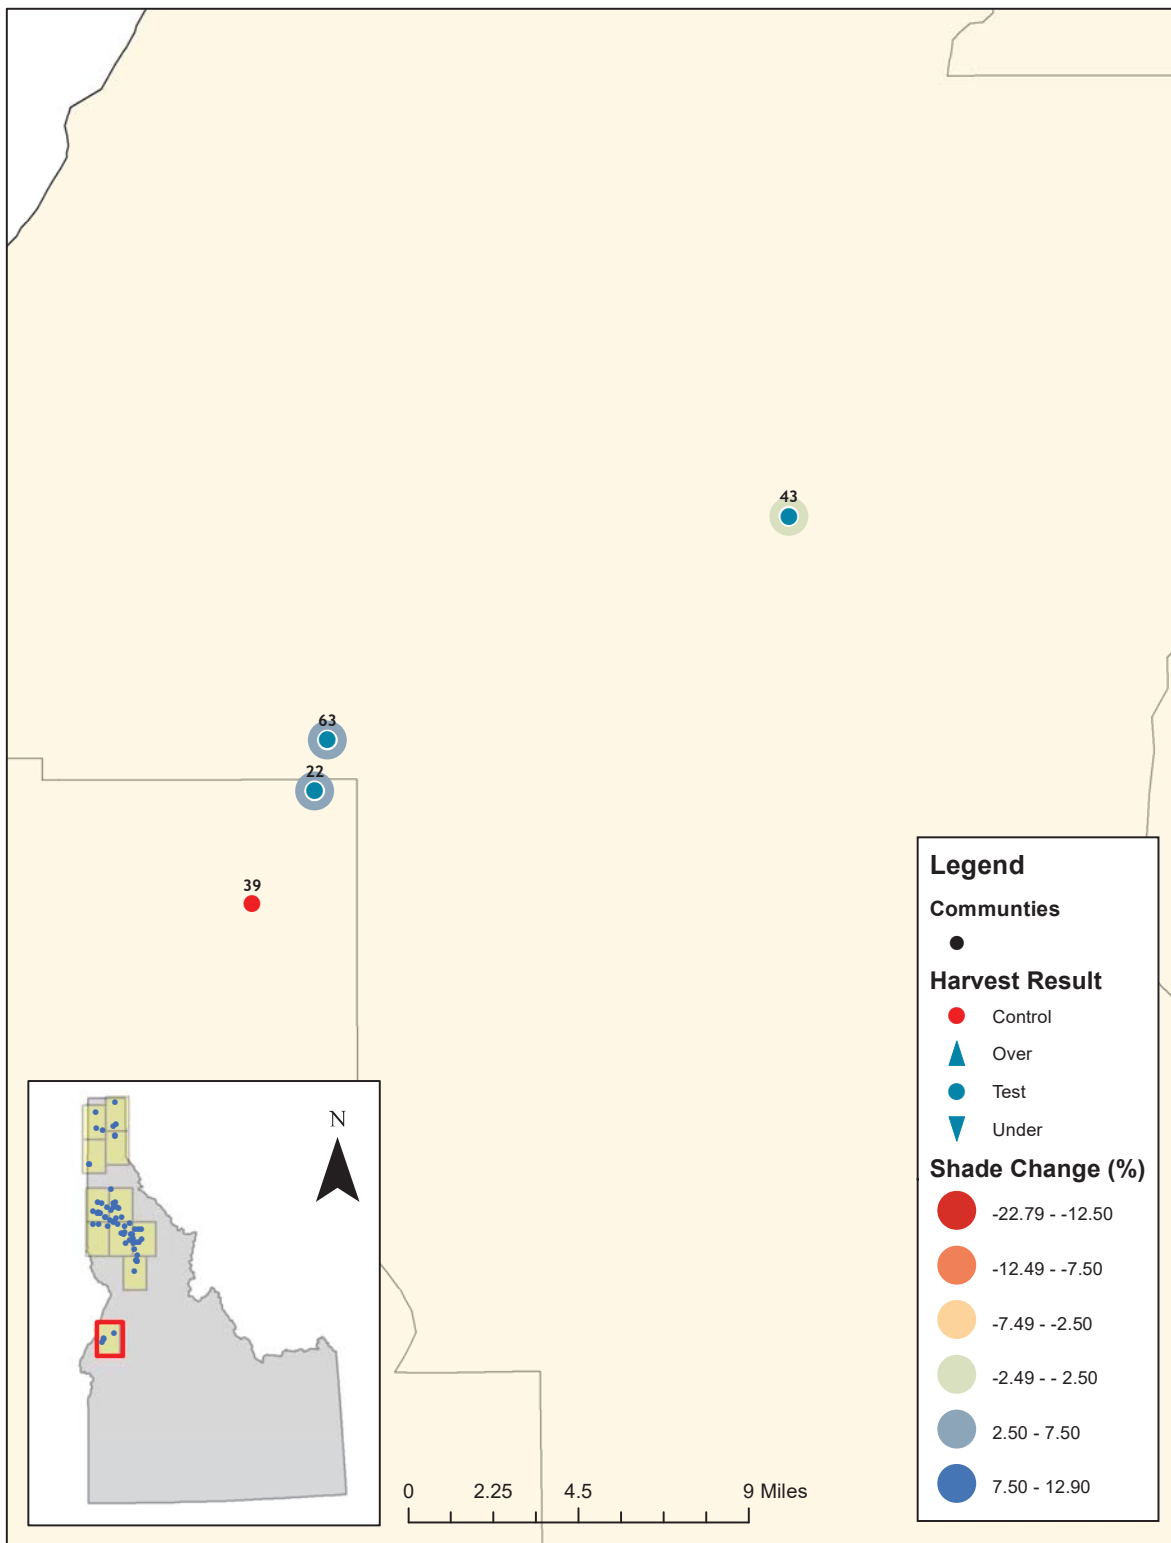 43
63
22
39
Legend
Communties
Harvest Result
Control
Over
Test
Under
Shade Change (%)
-22.79 - -12.50
-12.49 - -7.50
-7.49 - -2.50
-2.49 - - 2.50
2.50 - 7.50
7.50 - 12.90
N
0 2.25 4.5 9 Miles